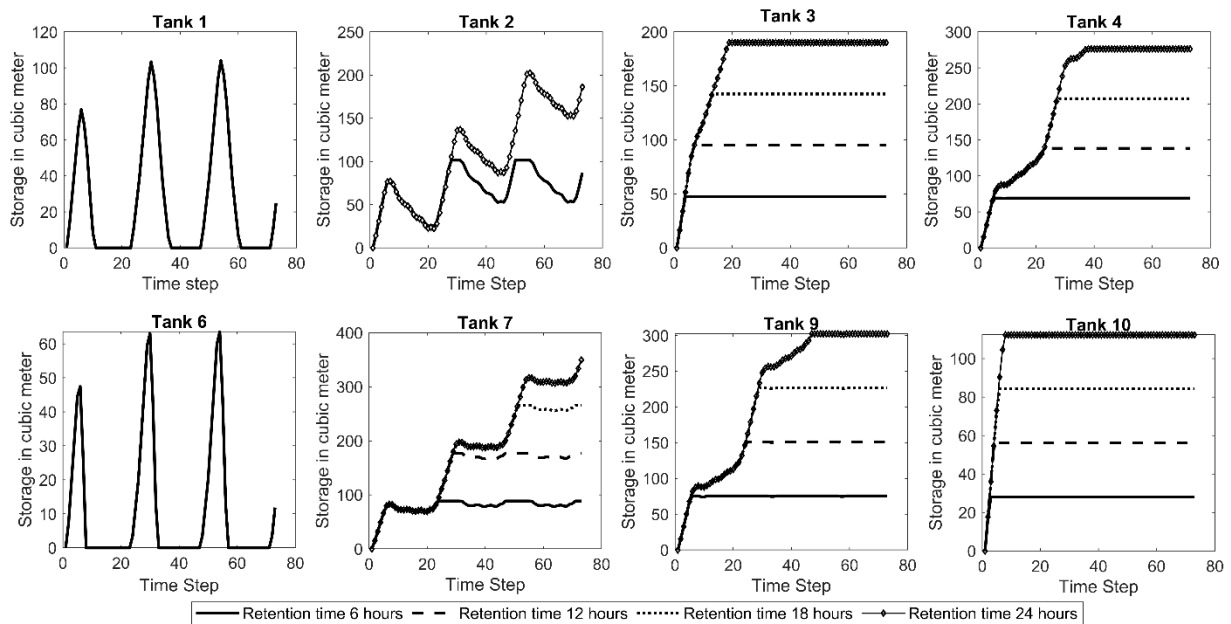 Tank 1
Storage in cubic meter
120
100
80
60
40
20
0
0 20 40 60 80
Time step
Tank 2
Storage in cubic meter
250
200
150
100
50
0
0 20 40 60 80
Time Step
Tank 3
Storage in cubic meter
200
150
100
50
0
0 20 40 60 80
Time Step
Tank 4
Storage in cubic meter
300
250
200
150
100
50
0
0 20 40 60 80
Time Step
Tank 6
Storage in cubic meter
60
50
40
30
20
10
0
0 20 40 60 80
Time Step
Tank 7
Storage in cubic meter
400
300
200
100
0
0 20 40 60 80
Time Step
Tank 9
Storage in cubic meter
300
250
200
150
100
50
0
0 20 40 60 80
Time Step
Tank 10
Storage in cubic meter
100
80
60
40
20
0
0 20 40 60 80
Time Step
Retention time 6 hours Retention time 12 hours Retention time 18 hours Retention time 24 hours